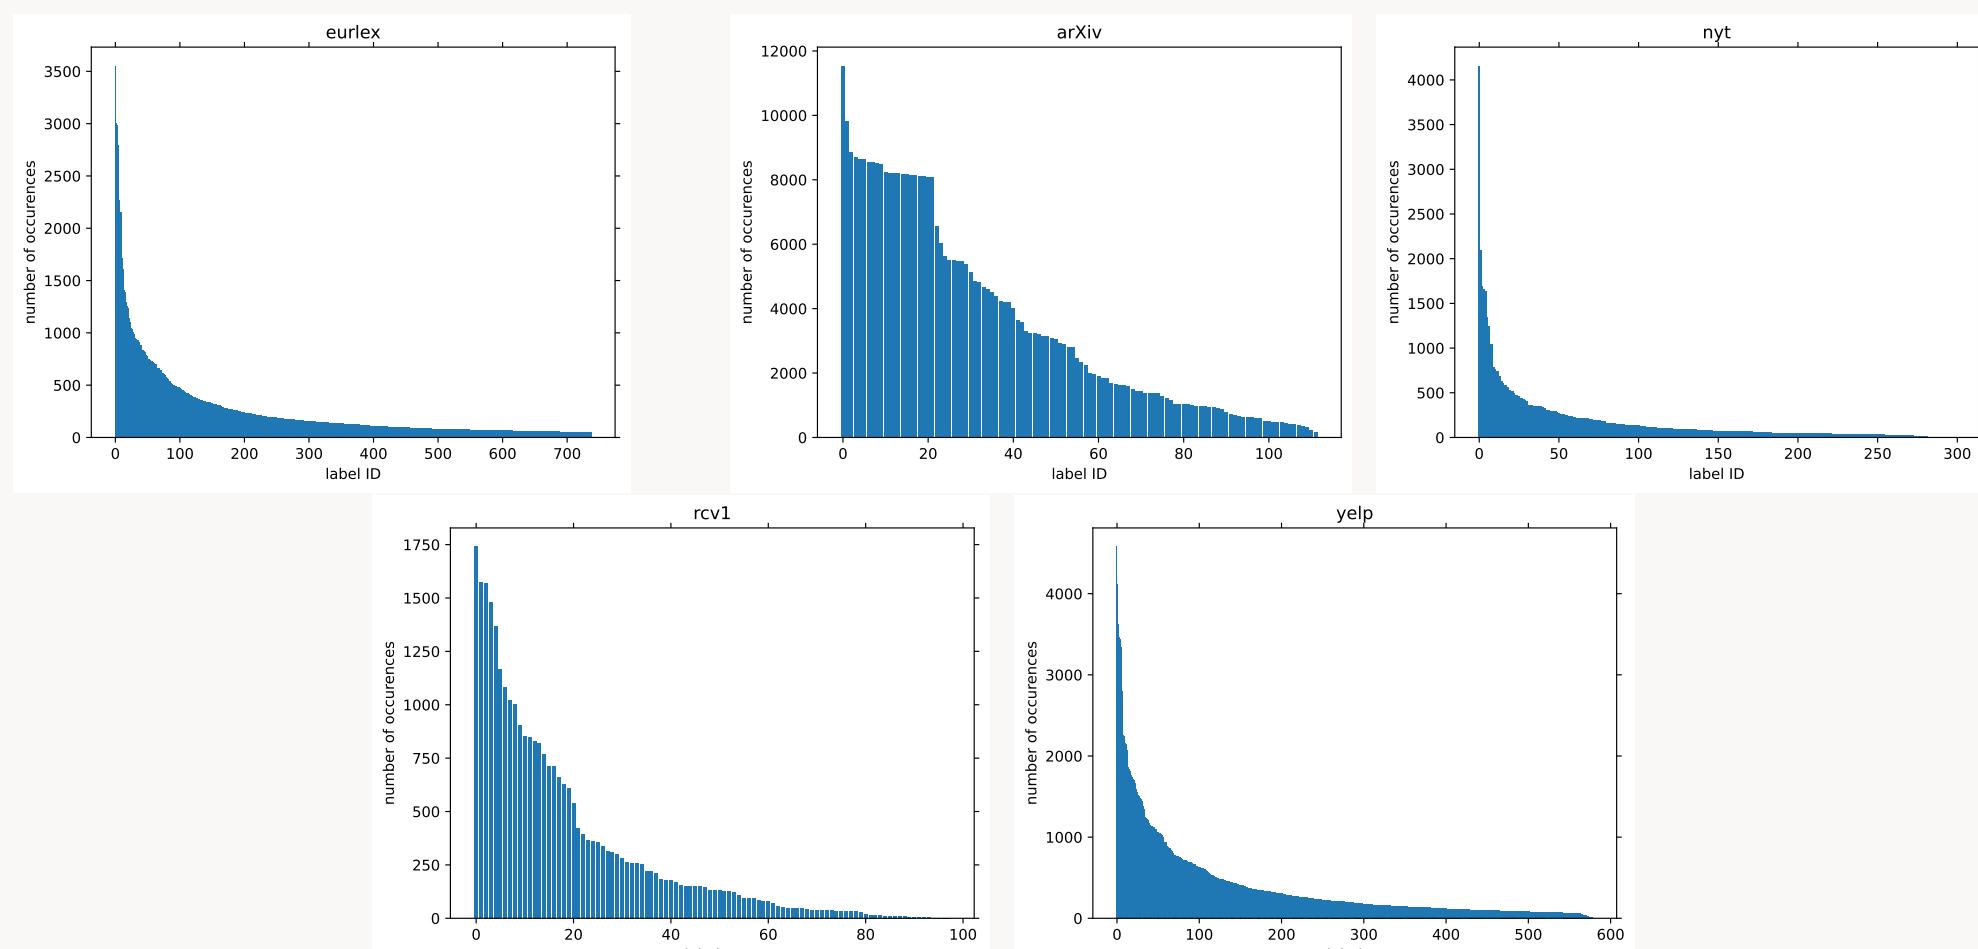 eurlex
3500
3000
2500
2000
1500
1000
500
0
number of occurences
0 100 200 300 400 500 600 700
label ID
arXiv
12000
10000
8000
6000
4000
2000
0
number of occurences
0 20 40 60 80 100
label ID
nyt
4000
3500
3000
2500
2000
1500
1000
500
0
number of occurences
0 50 100 150 200 250 300
label ID
rcv1
1750
1500
1250
1000
750
500
250
0
number of occurences
0 20 40 60 80 100
yelp
4000
3000
2000
1000
0
number of occurences
0 100 200 300 400 500 600